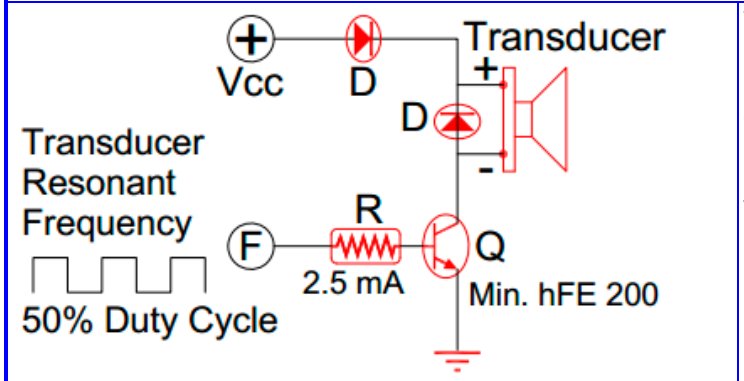 Transducer
+
Vcc
D
+
D
-
Transducer
Resonant
Frequency
F
R
2.5 mA
Q
Min. hFE 200
50% Duty Cycle